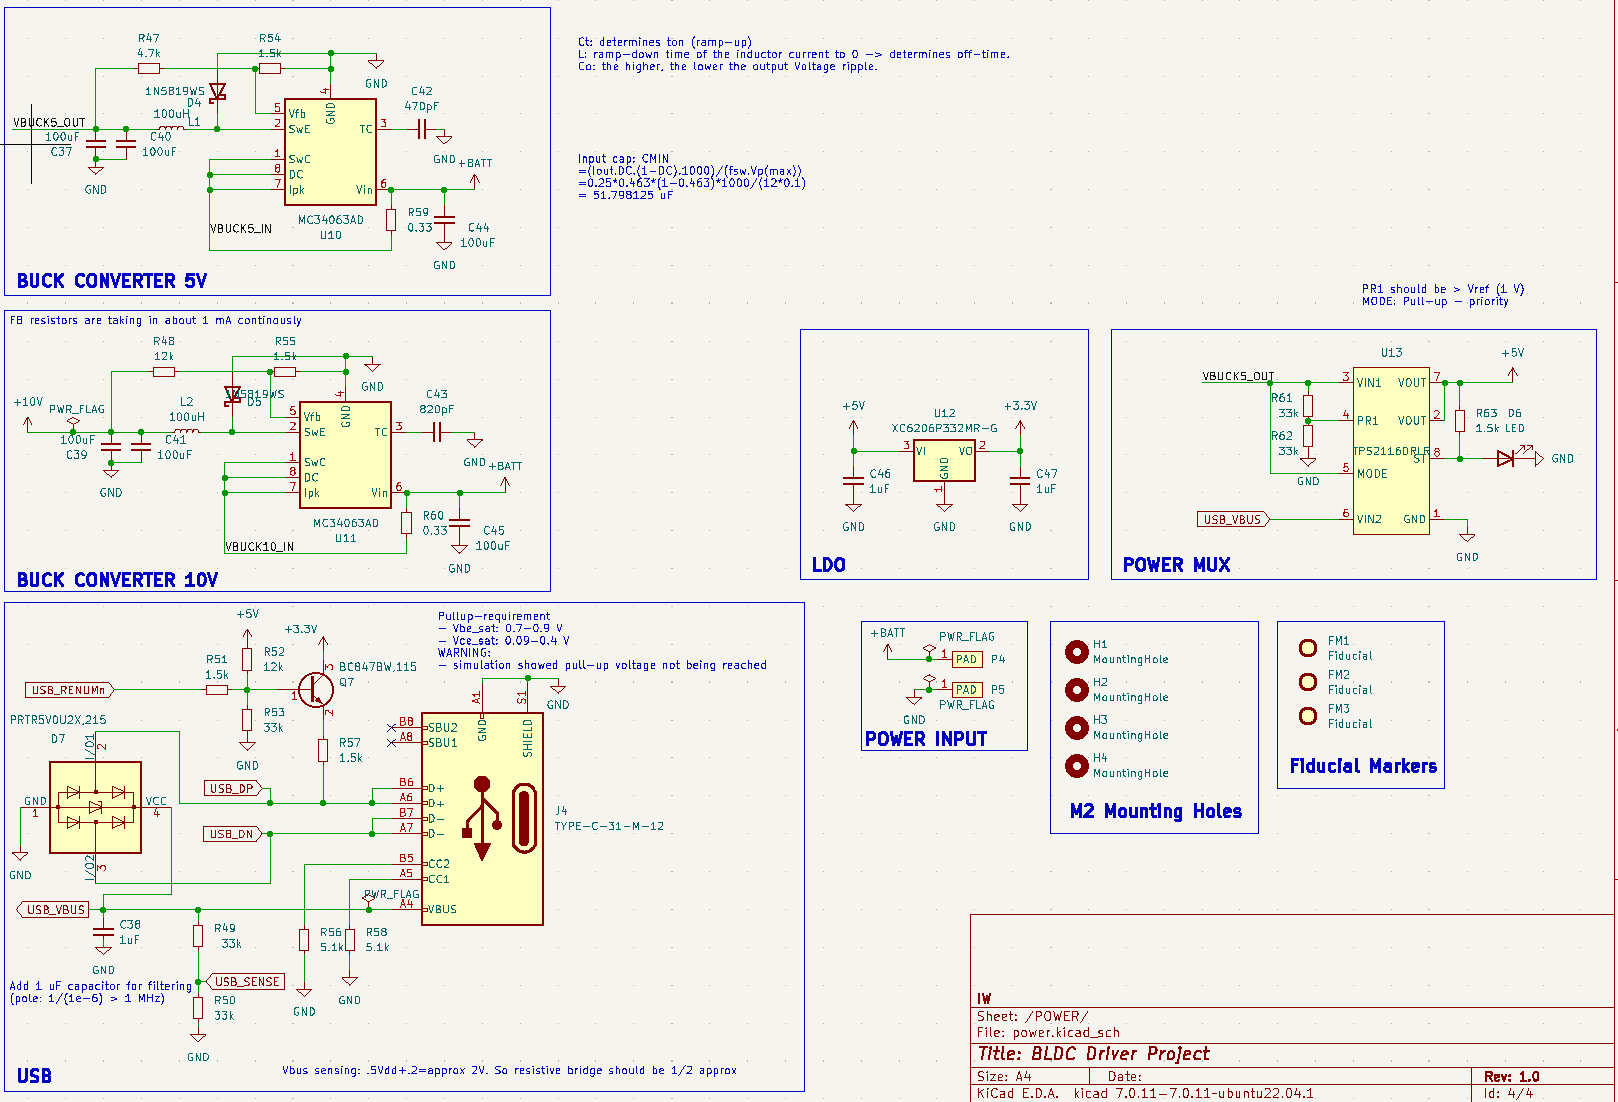 R47
4.7k
R54
1.5k
GND
1N5819WS
D4
100uH
L1
VBUCK5_OUT
100uF
C37
C40
100uF
GND
5
Vfb
2
SwE
1
SwC
8
DC
7
Ipk
4
GND
TC
3
Vin
6
MC34063AD
U10
C42
470pF
GND
+BATT
R59
0.33
C44
100uF
GND
VBUCK5_IN
BUCK CONVERTER 5V
Ct: determines ton (ramp-up)
L: ramp-down time of the inductor current to 0 -> determines off-time.
Co: the higher, the lower the output Voltage ripple.
Input cap: CMIN
=(Iout.DC.(1-DC).1000)/(fsw.Vp(max))
=0.25*0.463*(1-0.463)*1000/(12*0.1)
= 51.798125 uF
FB resistors are taking in about 1 mA continously
R48
12k
R55
1.5k
GND
1N5819WS
D5
+10V
PWR_FLAG
L2
100uH
100uF
C39
C41
100uF
GND
5
Vfb
2
SwE
1
SwC
8
DC
7
Ipk
4
GND
TC
3
Vin
6
MC34063AD
U11
C43
820pF
GND
+BATT
R60
0.33
C45
100uF
GND
VBUCK10_IN
BUCK CONVERTER 10V
+5V
U12
XC6206P332MR-G
+3.3V
3
VI
VO
2
GND
1
C46
1uF
C47
1uF
GND
GND
GND
LDO
PR1 should be > Vref (1 V)
MODE: Pull-up - priority
U13
+5V
VBUCK5_OUT
3
VIN1
VOUT
7
R61
33k
4
PR1
VOUT
2
R62
33k
TPS2116DRLR
ST
8
GND
5
MODE
R63
1.5k
D6
LED
GND
USB_VBUS
6
VIN2
GND
1
GND
POWER MUX
+5V
+3.3V
R51
1.5k
R52
12k
USB_RENUMn
R53
33k
GND
1
3
2
BC847BW,115
Q7
R57
1.5k
Pullup-requirement
- Vbe_sat: 0.7-0.9 V
- Vce_sat: 0.09-0.4 V
WARNING:
- simulation showed pull-up voltage not being reached
PRTR5V0U2X,215
D7
I/O1
2
GND
1
VCC
4
I/O2
3
GND
USB_DP
USB_DN
A1
GND
S1
SHIELD
GND
B8
SBU2
A8
SBU1
B6
D+
A6
D+
B7
D-
A7
D-
B5
CC2
A5
CC1
PWR_FLAG
A4
VBUS
J4
TYPE-C-31-M-12
USB_VBUS
C38
1uF
GND
R49
33k
USB_SENSE
R50
33k
GND
R56
5.1k
R58
5.1k
GND
GND
Add 1 uF capacitor for filtering
(pole: 1/(1e-6) > 1 MHz)
Vbus sensing: .5Vdd+.2=approx 2V. So resistive bridge should be 1/2 approx
USB
+BATT
PWR_FLAG
1
PAD
P4
1
PAD
P5
GND
PWR_FLAG
POWER INPUT
H1
MountingHole
H2
MountingHole
H3
MountingHole
H4
MountingHole
M2 Mounting Holes
FM1
Fiducial
FM2
Fiducial
FM3
Fiducial
Fiducial Markers
IW
Sheet: /POWER/
File: power.kicad_sch
Title: BLDC Driver Project
Size: A4
Date:
Rev: 1.0
KiCad E.D.A. kicad 7.0.11-7.0.11-ubuntu22.04.1
Id: 4/4